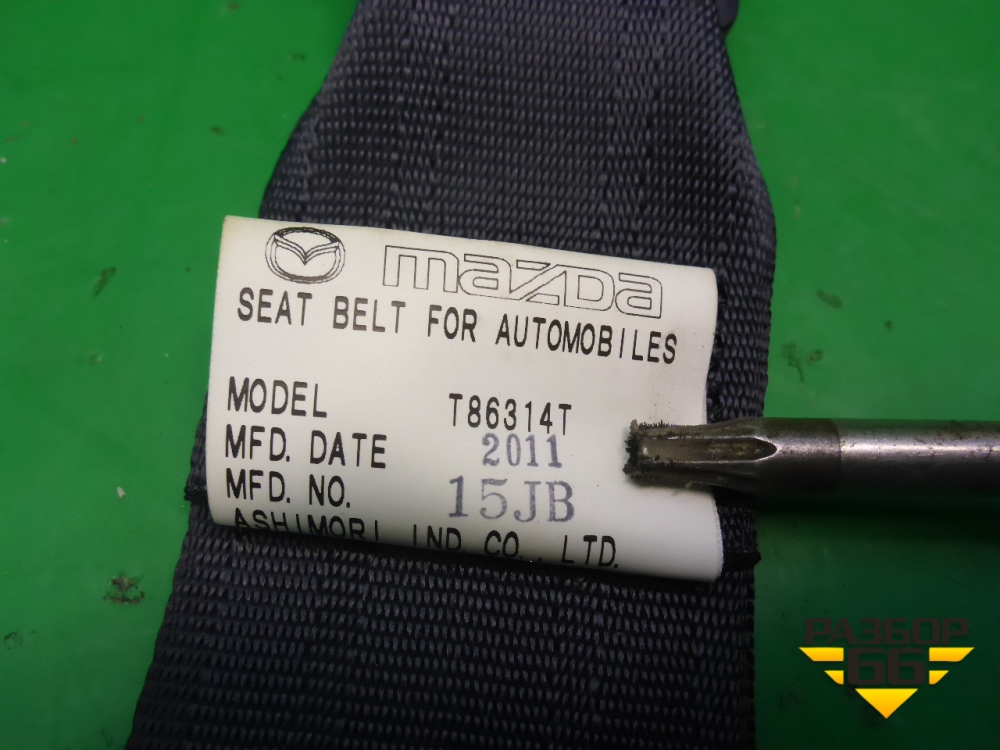 mazda
SEAT BELT FOR AUTOMOBILES
MODEL T86314T
MFD. DATE 2011
MFD. NO. 15JB
ASHIMORI IND. CO., LTD.
РАЗБОР
66